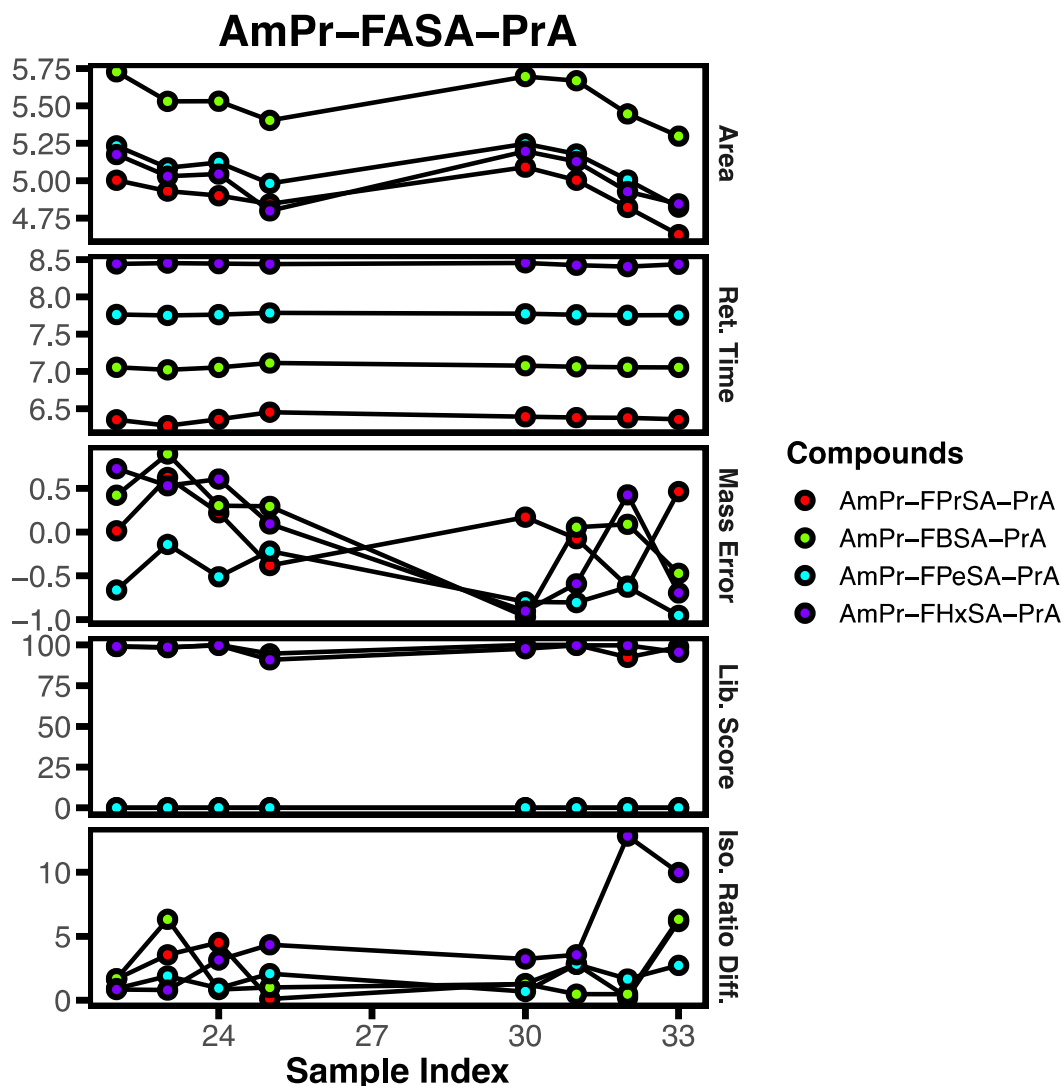 AmPr−FASA−PrA
5.75
5.50
5.25
5.00
4.75
Area
8.5
8.0
7.5
7.0
6.5
Ret. Time
0.5
0.0
−0.5
−1.0
Mass Error
100
75
50
25
0
Lib. Score
10
5
0
Iso. Ratio Diff.
24
27
30
33
Sample Index
Compounds
AmPr−FPrSA−PrA
AmPr−FBSA−PrA
AmPr−FPeSA−PrA
AmPr−FHxSA−PrA